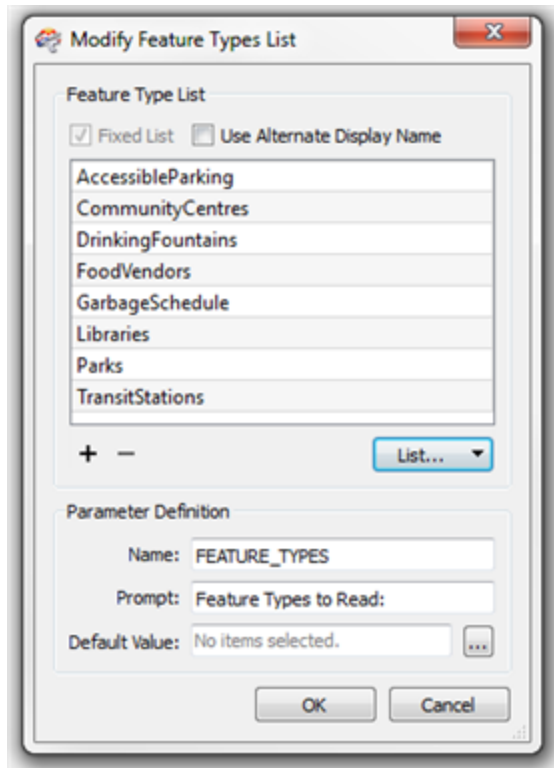 Modify Feature Types List
Feature Type List
Fixed List Use Alternate Display Name
AccessibleParking
CommunityCentres
DrinkingFountains
FoodVendors
GarbageSchedule
Libraries
Parks
TransitStations
+ − List...
Parameter Definition
Name: FEATURE_TYPES
Prompt: Feature Types to Read:
Default Value: No items selected. ...
OK Cancel